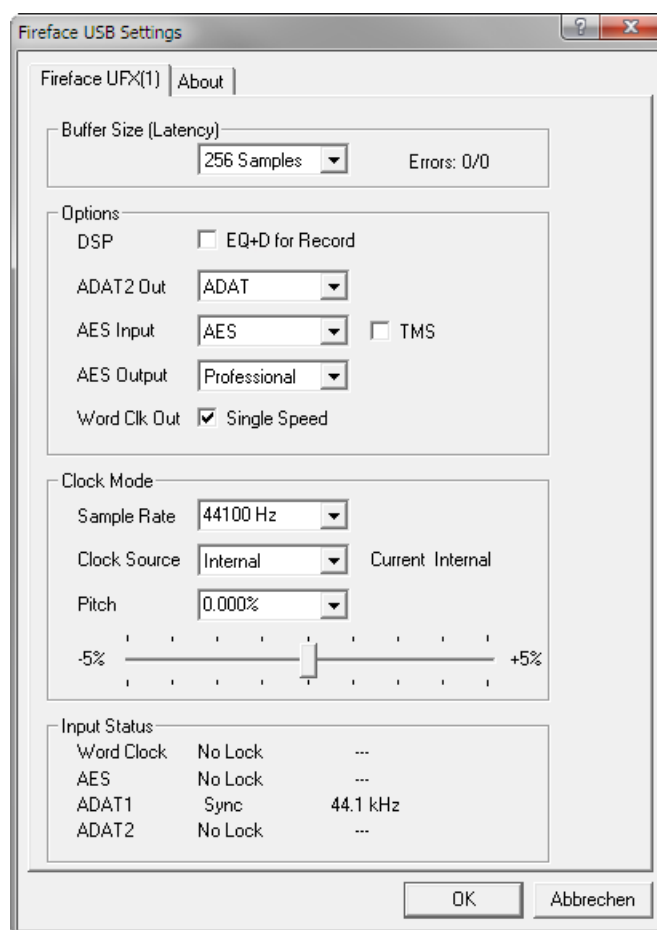 Fireface USB Settings
Fireface UFX(1) About
Buffer Size (Latency)
256 Samples Errors: 0/0
Options
DSP EQ+D for Record
ADAT2 Out ADAT
AES Input AES TMS
AES Output Professional
Word Clk Out Single Speed
Clock Mode
Sample Rate 44100 Hz
Clock Source Internal Current Internal
Pitch 0.000%
-5% +5%
Input Status
Word Clock No Lock ---
AES No Lock ---
ADAT1 Sync 44.1 kHz
ADAT2 No Lock ---
OK Abbrechen